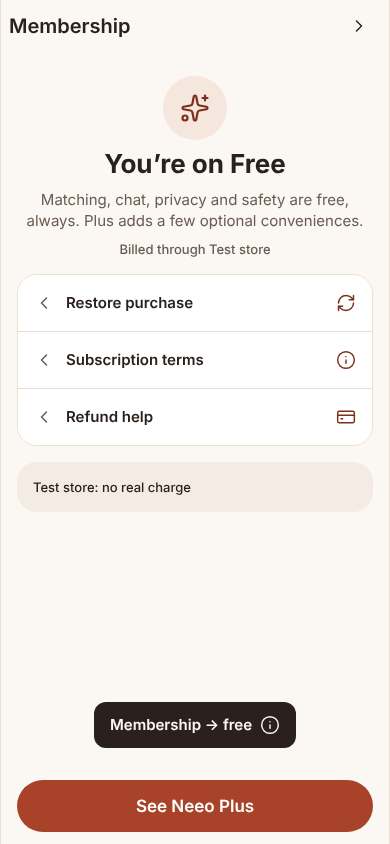 Membership
You’re on Free
Matching, chat, privacy and safety are free,
always. Plus adds a few optional conveniences.
Billed through Test store
Restore purchase
Subscription terms
Refund help
Test store: no real charge
Membership → free
See Neeo Plus